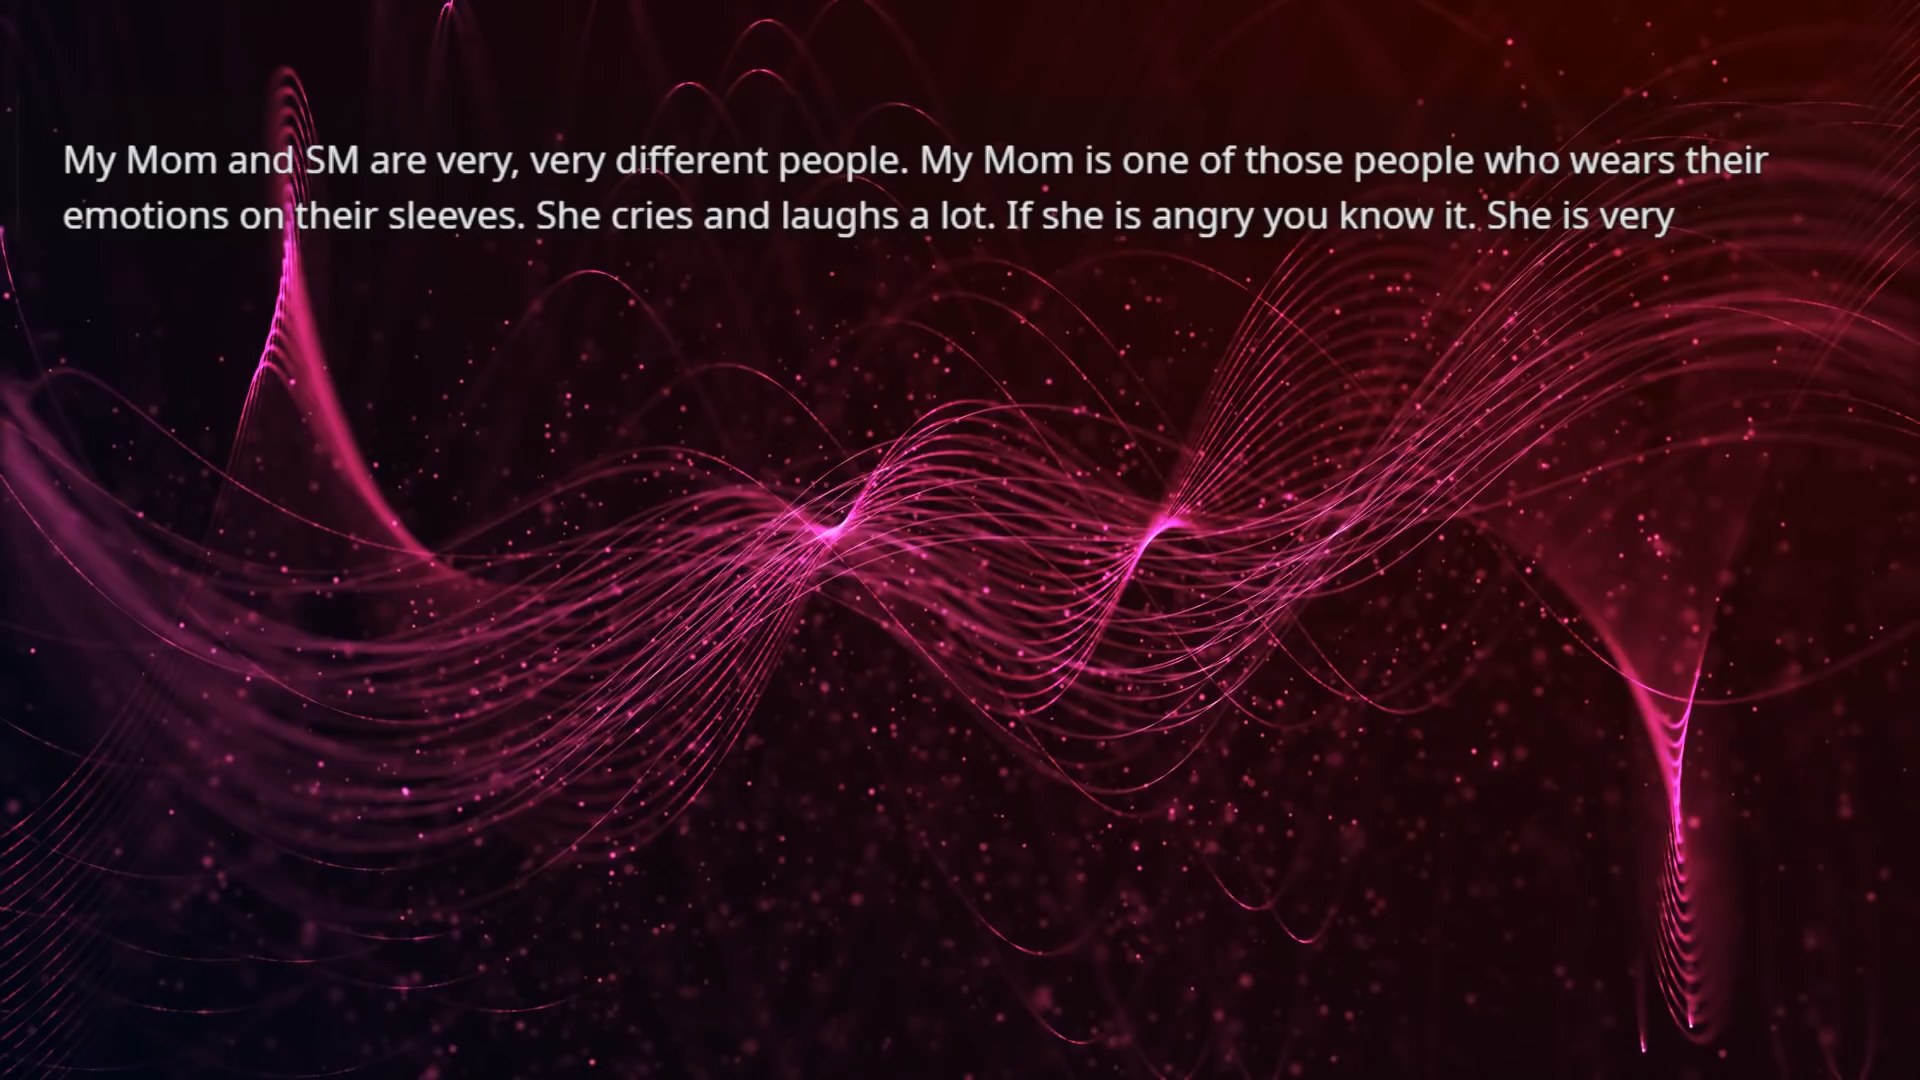 My Mom and SM are very, very different people. My Mom is one of those people who wears their
emotions on their sleeves. She cries and laughs a lot. If she is angry you know it. She is very